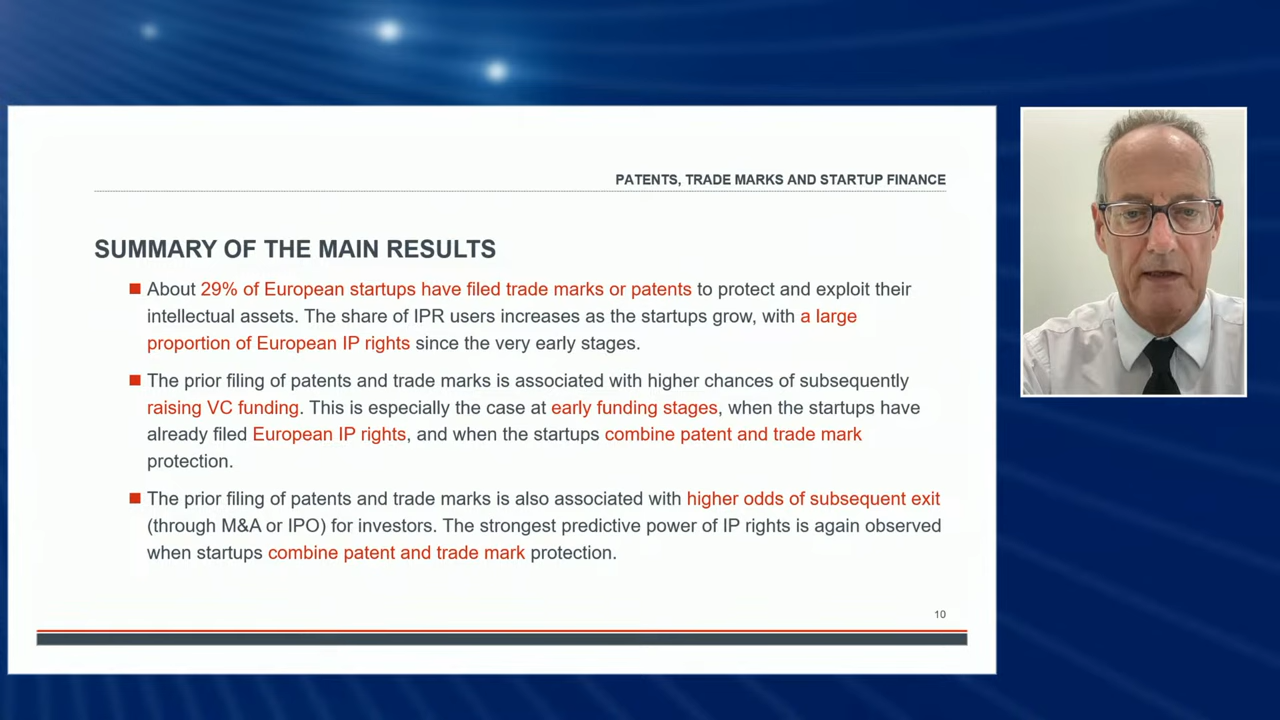 PATENTS, TRADE MARKS AND STARTUP FINANCE
SUMMARY OF THE MAIN RESULTS
About 29% of European startups have filed trade marks or patents to protect and exploit their
intellectual assets. The share of IPR users increases as the startups grow, with a large
proportion of European IP rights since the very early stages.
The prior filing of patents and trade marks is associated with higher chances of subsequently
raising VC funding. This is especially the case at early funding stages, when the startups have
already filed European IP rights, and when the startups combine patent and trade mark
protection.
The prior filing of patents and trade marks is also associated with higher odds of subsequent exit
(through M&A or IPO) for investors. The strongest predictive power of IP rights is again observed
when startups combine patent and trade mark protection.
10